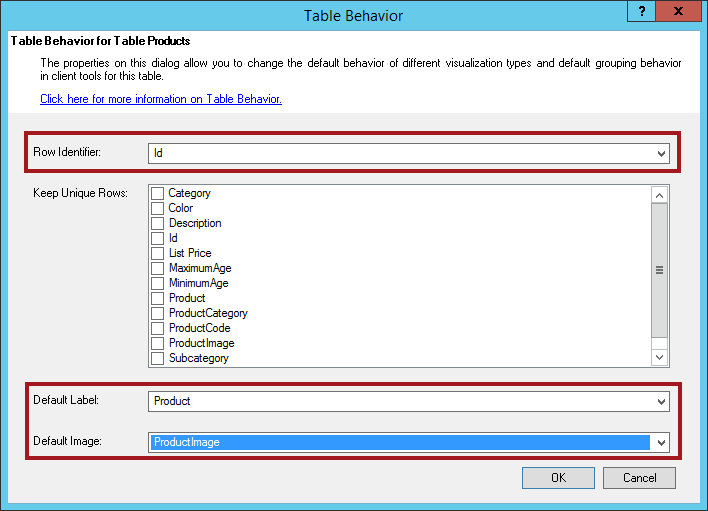 Table Behavior
?
x
Table Behavior for Table Products
The properties on this dialog allow you to change the default behavior of different visualization types and default grouping behavior
in client tools for this table.
Click here for more information on Table Behavior.
Row Identifier:
Id
Keep Unique Rows:
Category
Color
Description
Id
List Price
MaximumAge
MinimumAge
Product
ProductCategory
ProductCode
ProductImage
Subcategory
Default Label:
Product
Default Image:
ProductImage
OK
Cancel